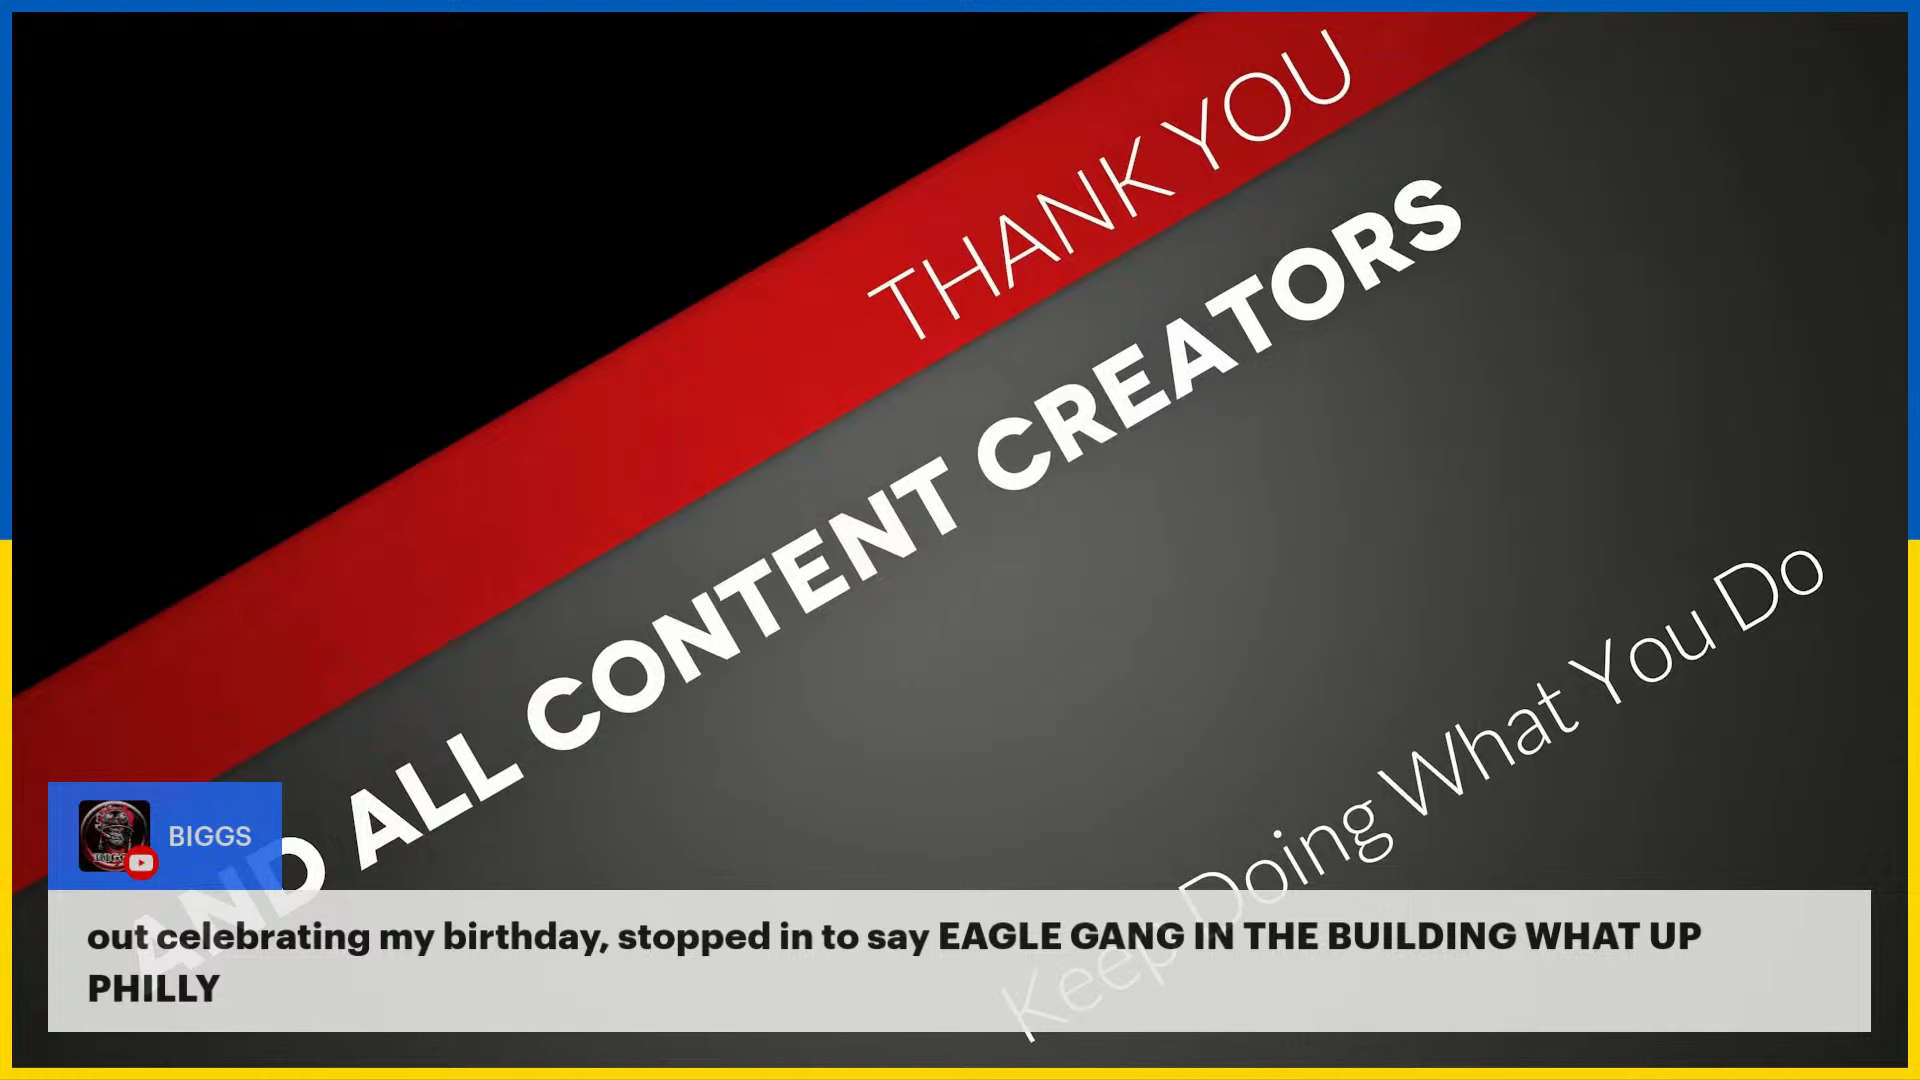 THANK YOU
AND ALL CONTENT CREATORS
Keep Doing What You Do
BIGGS
out celebrating my birthday, stopped in to say EAGLE GANG IN THE BUILDING WHAT UP
PHILLY